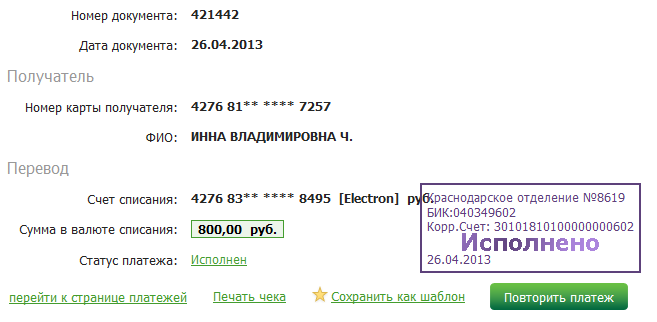 Номер документа: 421442
Дата документа: 26.04.2013
Получатель
Номер карты получателя: 4276 81** **** 7257
ФИО: ИННА ВЛАДИМИРОВНА Ч.
Перевод
Счет списания: 4276 83** **** 8495 [Electron] руб.
Сумма в валюте списания: 800,00 руб.
Статус платежа: Исполнен
Краснодарское отделение №8619
БИК:040349602
Корр.Счет: 30101810100000000602
Исполнено
26.04.2013
перейти к странице платежей Печать чека Сохранить как шаблон Повторить платеж